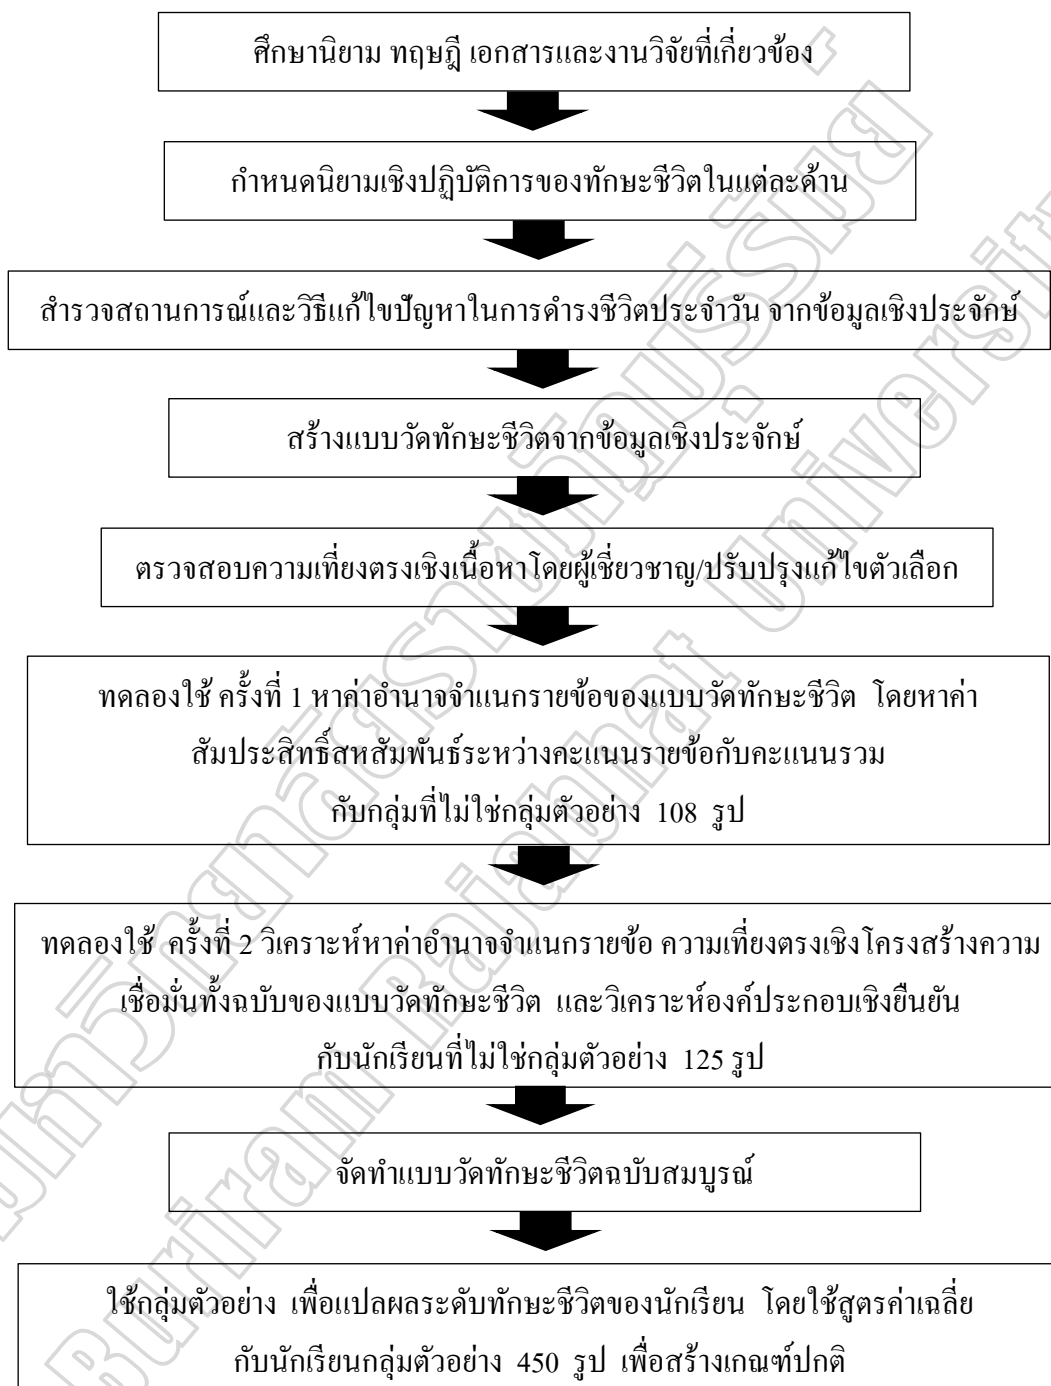 ศึกษานิยาม ทฤษฎี เอกสารและงานวิจัยที่เกี่ยวข้อง
กำหนดนิยามเชิงปฏิบัติการของทักษะชีวิตในแต่ละด้าน
สำรวจสถานการณ์และวิธีแก้ไขปัญหาในการดำรงชีวิตประจำวัน จากข้อมูลเชิงประจักษ์
สร้างแบบวัดทักษะชีวิตจากข้อมูลเชิงประจักษ์
ตรวจสอบความเที่ยงตรงเชิงเนื้อหาโดยผู้เชี่ยวชาญ/ปรับปรุงแก้ไขตัวเลือก
ทดลองใช้ ครั้งที่ 1 หาค่าอำนาจจำแนกรายข้อของแบบวัดทักษะชีวิต โดยหาค่า
สัมประสิทธิ์สหสัมพันธ์ระหว่างคะแนนรายข้อกับคะแนนรวม
กับกลุ่มที่ไม่ใช่กลุ่มตัวอย่าง 108 รูป
ทดลองใช้ ครั้งที่ 2 วิเคราะห์หาค่าอำนาจจำแนกรายข้อ ความเที่ยงตรงเชิงโครงสร้างความ
เชื่อมั่นทั้งฉบับของแบบวัดทักษะชีวิต และวิเคราะห์องค์ประกอบเชิงยืนยัน
กับนักเรียนที่ไม่ใช่กลุ่มตัวอย่าง 125 รูป
จัดทำแบบวัดทักษะชีวิตฉบับสมบูรณ์
ใช้กลุ่มตัวอย่าง เพื่อแปลผลระดับทักษะชีวิตของนักเรียน โดยใช้สูตรค่าเฉลี่ย
กับนักเรียนกลุ่มตัวอย่าง 450 รูป เพื่อสร้างเกณฑ์ปกติ
มหาวิทยาลัยราชภัฏบุรีรัมย์
Buriram Rajabhat University